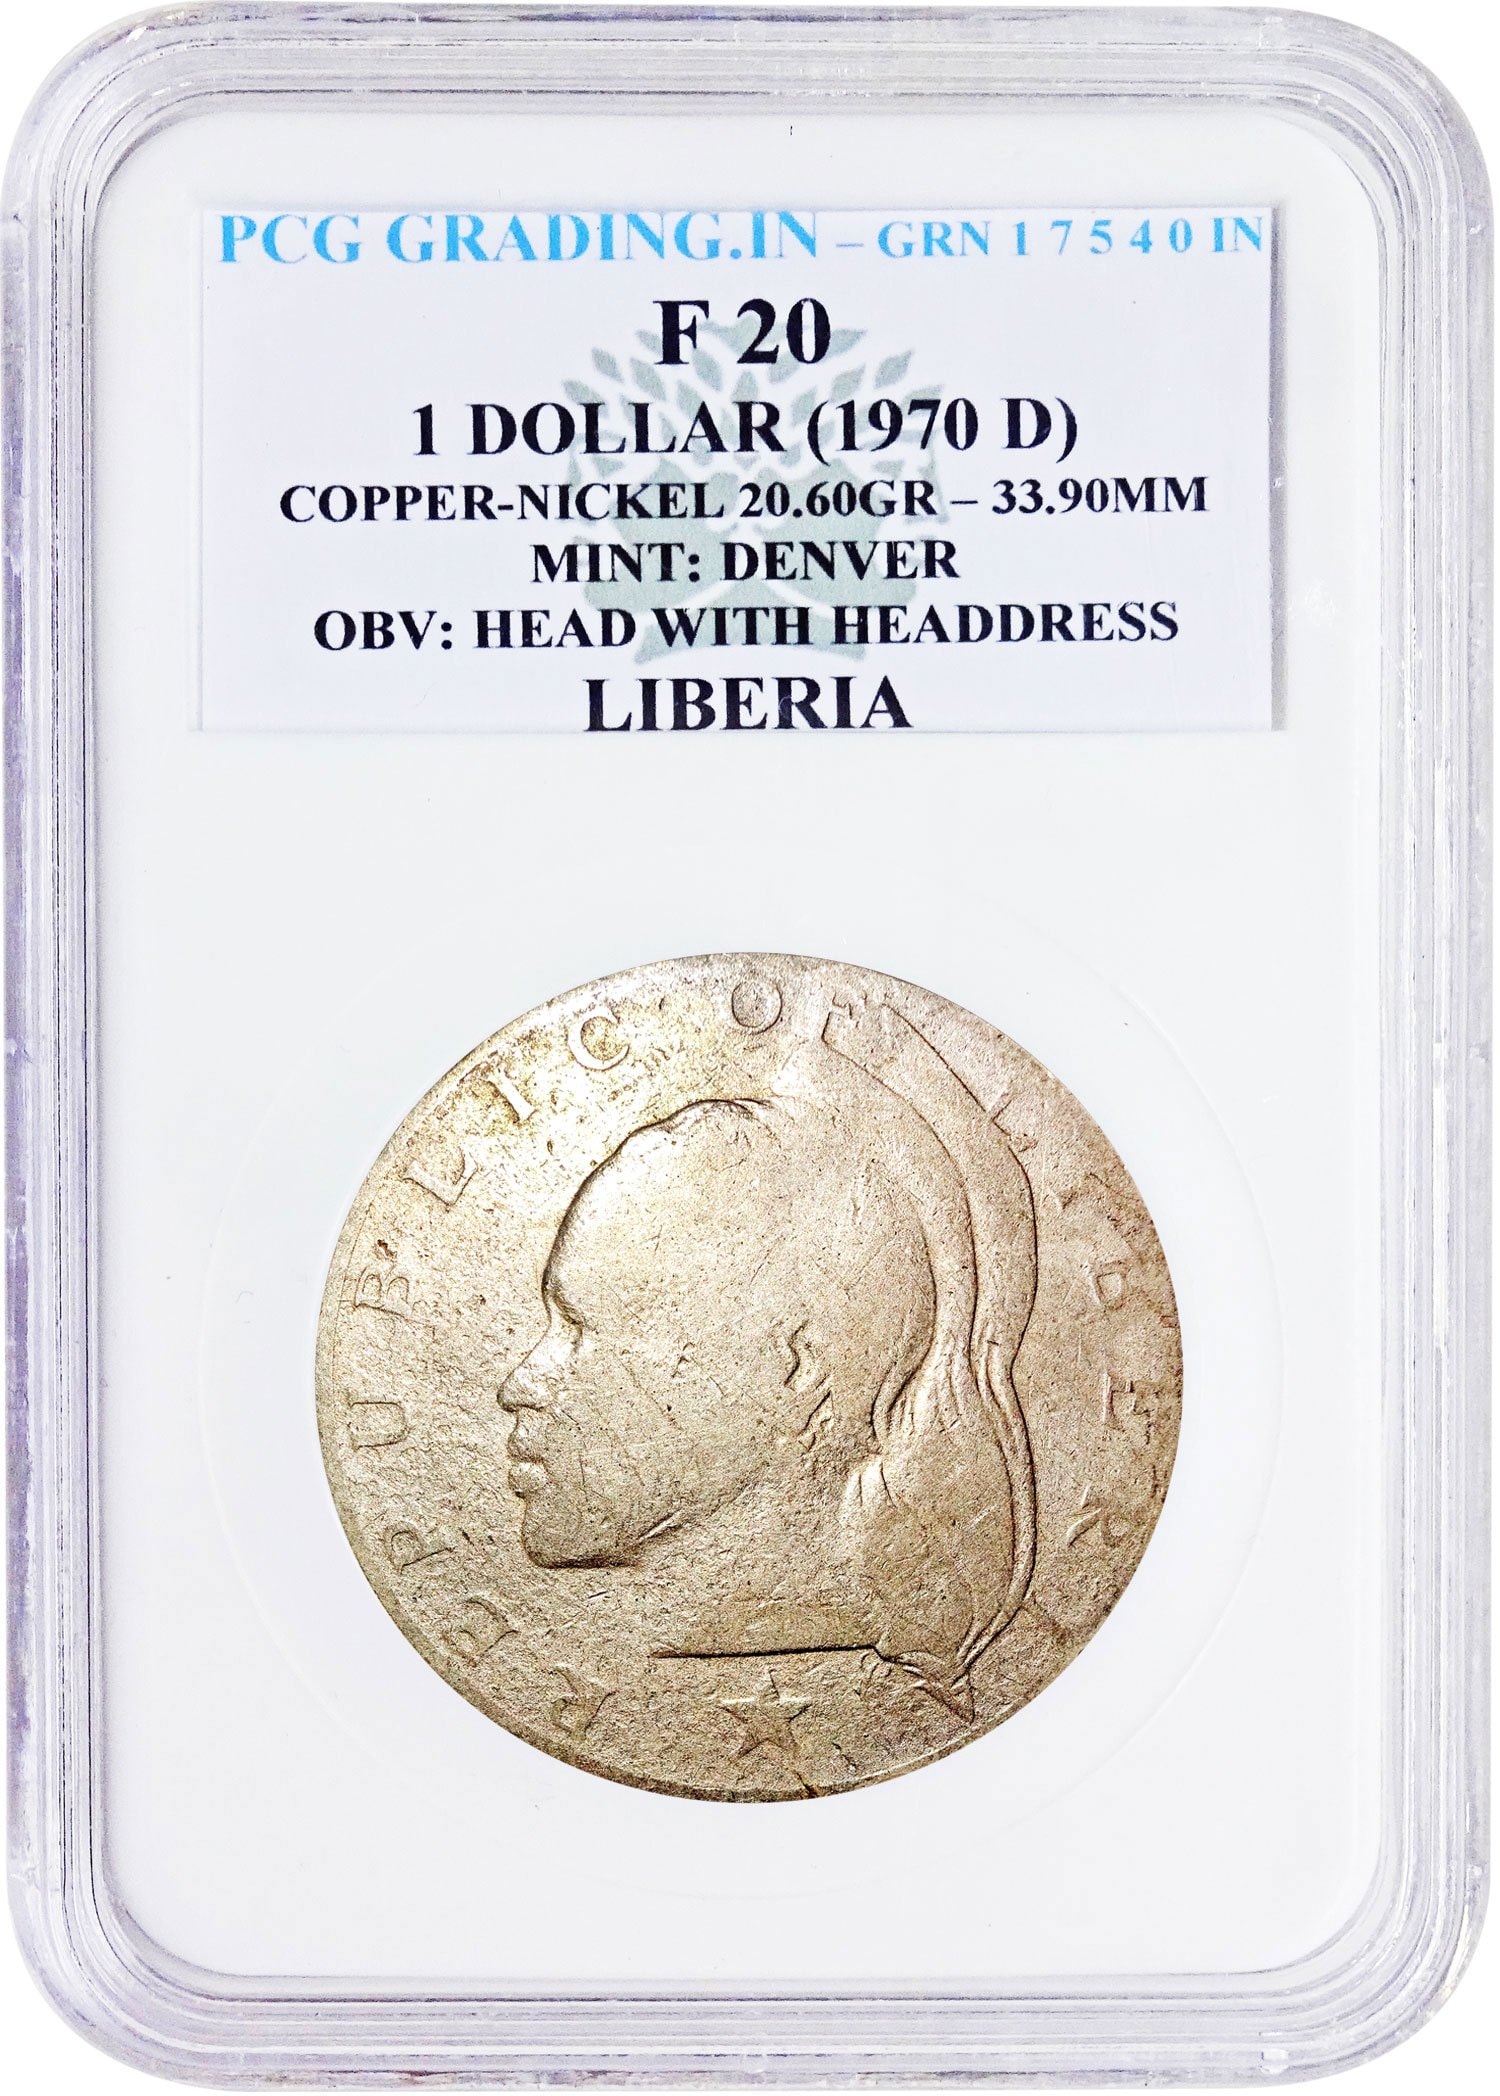 PCG GRADING.IN – GRN 1 7 5 4 0 IN
F 20
1 DOLLAR (1970 D)
COPPER-NICKEL 20.60GR – 33.90MM
MINT: DENVER
OBV: HEAD WITH HEADDRESS
LIBERIA
REPUBLIC OF LIBERIA